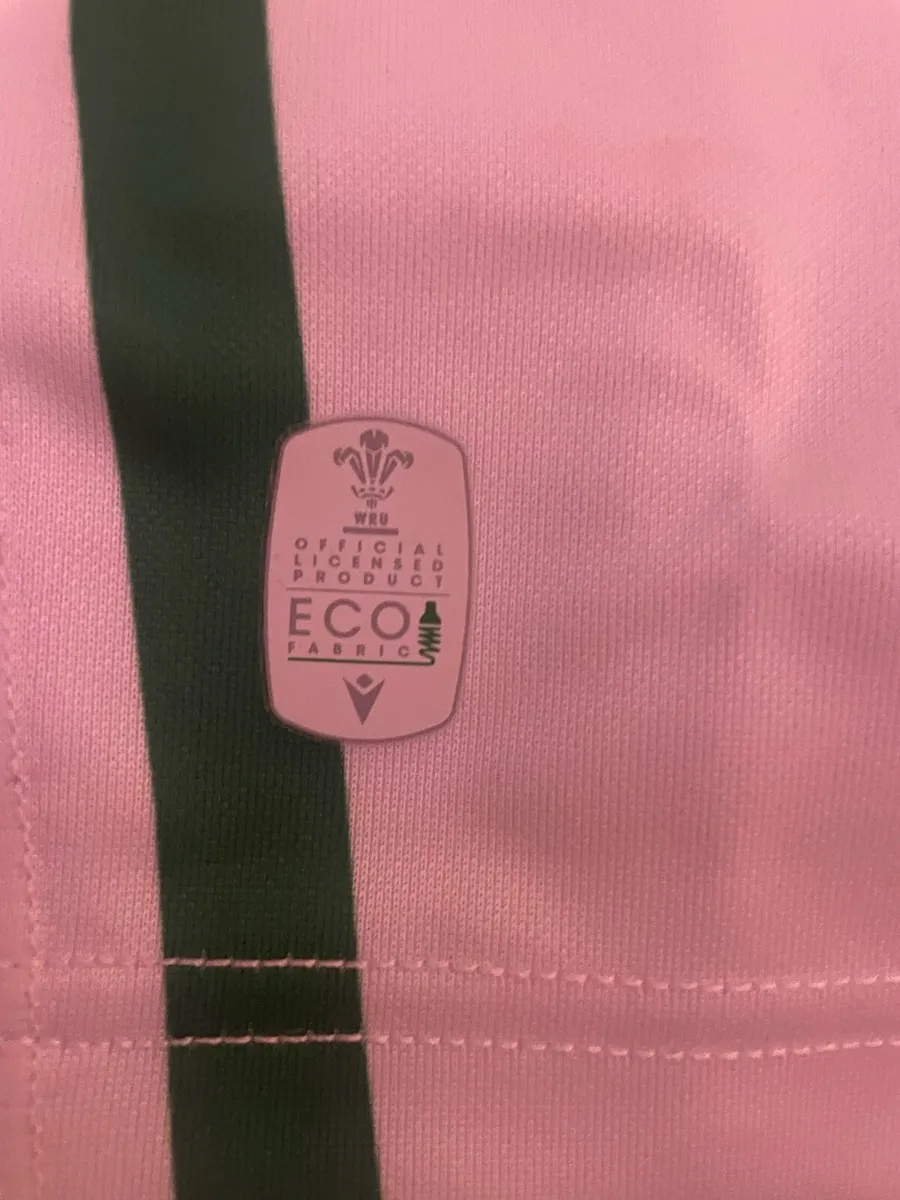 WRU
OFFICIAL
LICENSED
PRODUCT
ECO
FABRIC